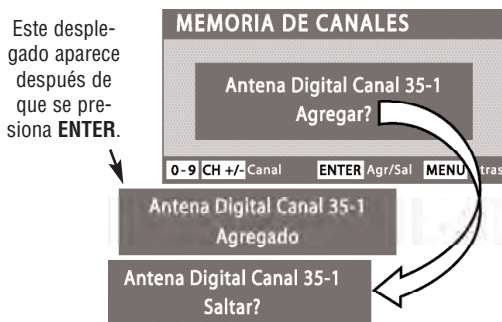 Este desple-
gado aparece
después de
que se pre-
siona ENTER.
MEMORIA DE CANALES
Antena Digital Canal 35-1
Agregar?
0-9 CH +/- Canal ENTER Agr/Sal MENU tras
Antena Digital Canal 35-1
Agregado
Antena Digital Canal 35-1
Saltar?